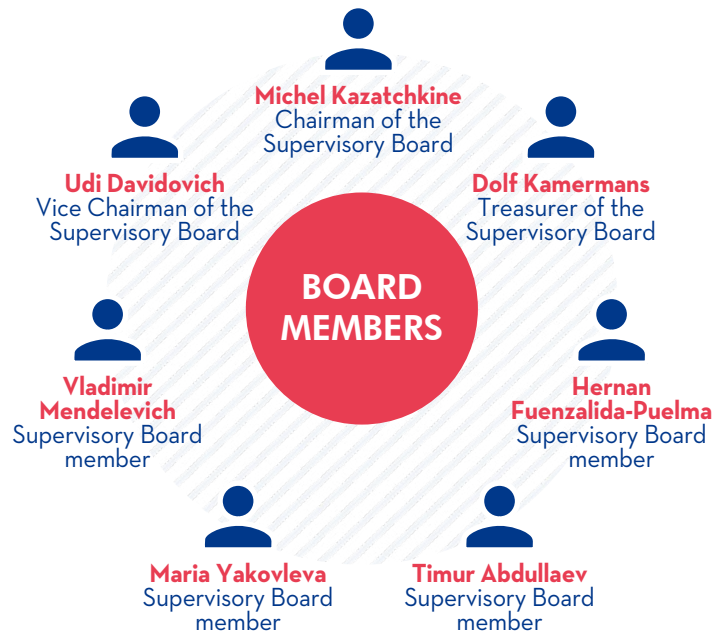 Michel Kazatchkine
Chairman of the
Supervisory Board
Udi Davidovich
Vice Chairman of the
Supervisory Board
Dolf Kamermans
Treasurer of the
Supervisory Board
BOARD
MEMBERS
Vladimir
Mendelevich
Supervisory Board
member
Hernan
Fuenzalida-Puelma
Supervisory Board
member
Maria Yakovleva
Supervisory Board
member
Timur Abdullaev
Supervisory Board
member